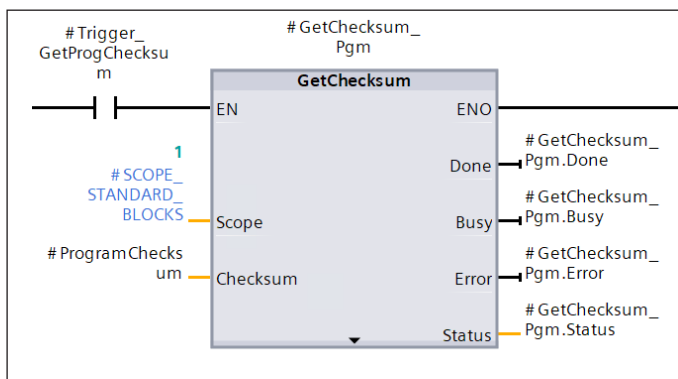 # Trigger_
GetProgChecksu
m
# GetChecksum_
Pgm
GetChecksum
EN
ENO
1
# SCOPE_
STANDARD_
BLOCKS
Scope
# ProgramChecks
um
Checksum
Done
# GetChecksum_
Pgm.Done
Busy
# GetChecksum_
Pgm.Busy
Error
# GetChecksum_
Pgm.Error
Status
# GetChecksum_
Pgm.Status